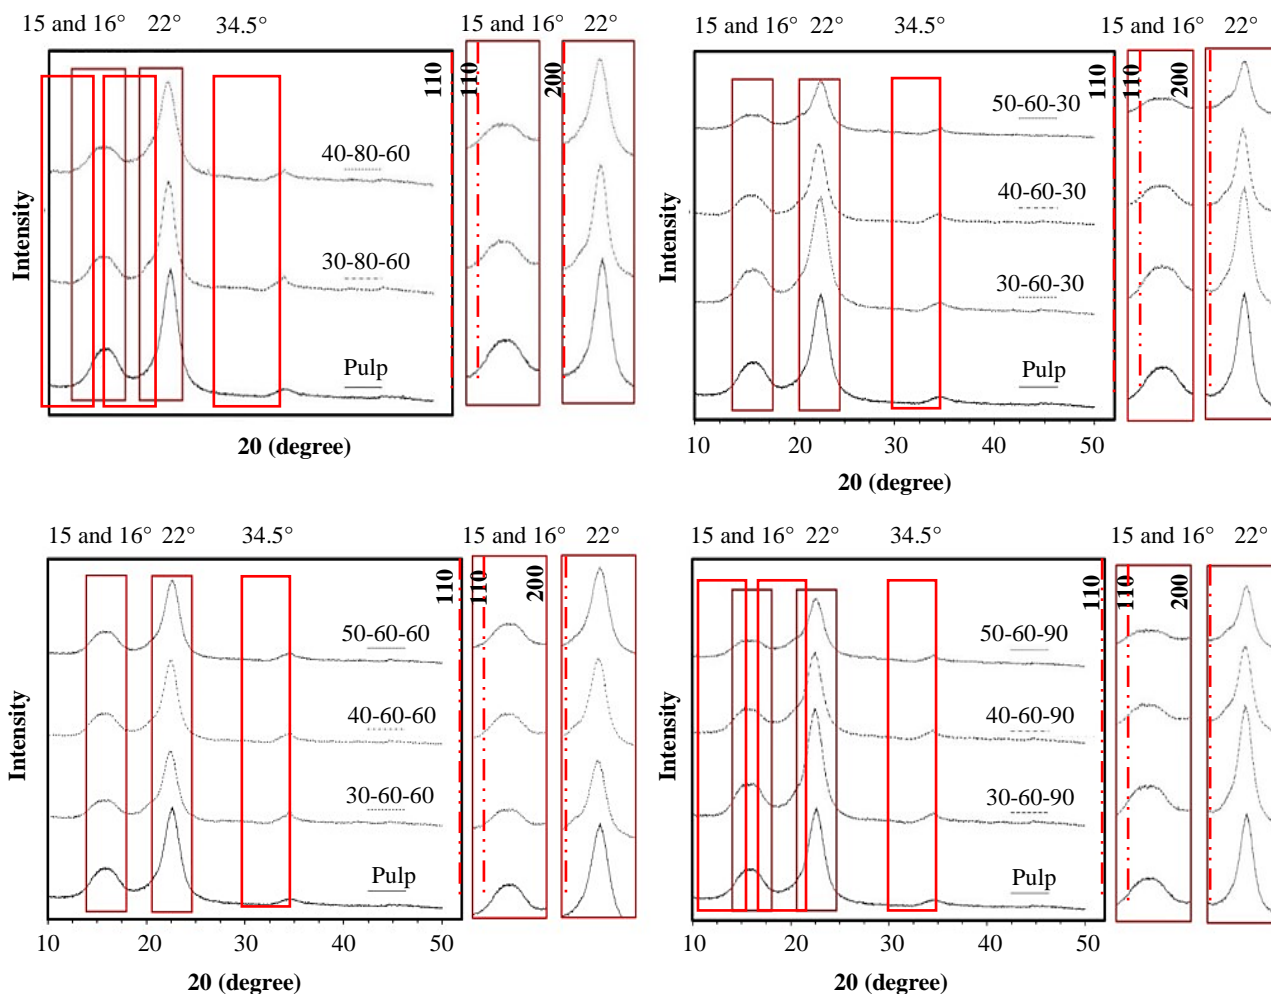 15 and 16° 22° 34.5° 15 and 16° 22°
110 110 200
40-80-60
30-80-60
Pulp
Intensity
20 (degree)
15 and 16° 22° 34.5° 15 and 16° 22°
110 110 200
50-60-30
40-60-30
30-60-30
Pulp
Intensity
10 20 30 40 50
20 (degree)
15 and 16° 22° 34.5° 15 and 16° 22°
110 110 200
50-60-60
40-60-60
30-60-60
Pulp
Intensity
10 20 30 40 50
20 (degree)
15 and 16° 22° 34.5° 15 and 16° 22°
110 110 200
50-60-90
40-60-90
30-60-90
Pulp
Intensity
10 20 30 40 50
20 (degree)